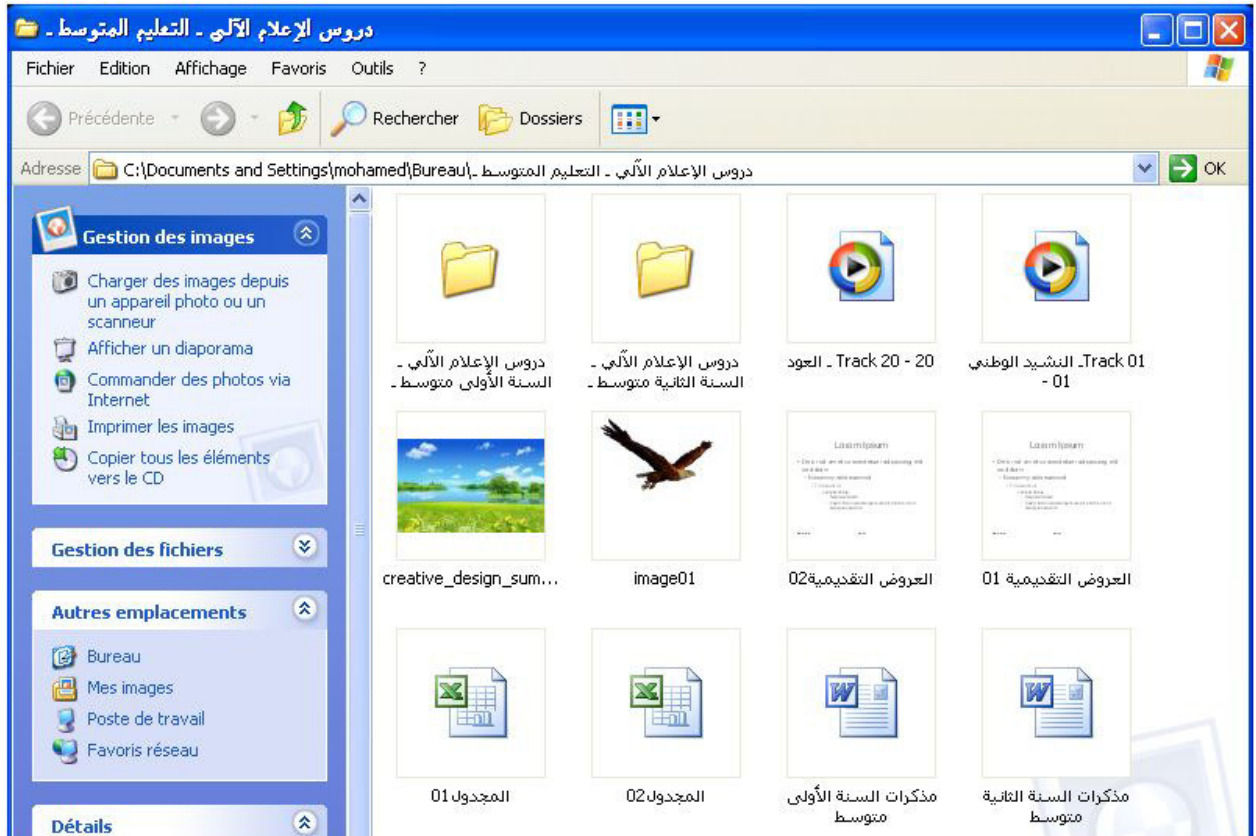 دروس الإعلام الآلي ـ التعليم المتوسط ـ
Fichier Edition Affichage Favoris Outils ?
Précédente Rechercher Dossiers
Adresse C:\Documents and Settings\mohamed\Bureau\دروس الإعلام الآلي ـ التعليم المتوسط ـ OK
Gestion des images
Charger des images depuis
un appareil photo ou un
scanneur
Afficher un diaporama
Commander des photos via
Internet
Imprimer les images
Copier tous les éléments
vers le CD
Gestion des fichiers
Autres emplacements
Bureau
Mes images
Poste de travail
Favoris réseau
Détails
دروس الإعلام الآلي ـ
السنة الأولى متوسط ـ
دروس الإعلام الآلي ـ
السنة الثانية متوسط ـ
20 - Track 20 ـ العود
Track 01ـ النشيد الوطني
- 01
creative_design_sum...
image01
العروض التقديمية02
العروض التقديمية 01
Lorem Ipsum
Lorem Ipsum
المجدول01
المجدول02
مذكرات السنة الأولى
متوسط
مذكرات السنة الثانية
متوسط